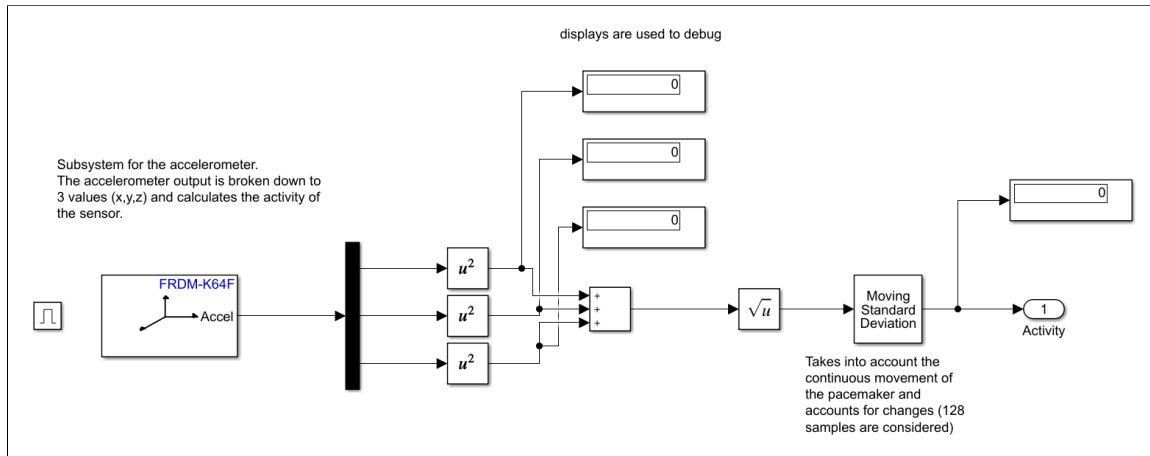 displays are used to debug
0
0
0
0
Subsystem for the accelerometer.
The accelerometer output is broken down to
3 values (x,y,z) and calculates the activity of
the sensor.
FRDM-K64F
Accel
u²
u²
u²
+
+
+
√u
Moving
Standard
Deviation
1
Activity
Takes into account the
continuous movement of
the pacemaker and
accounts for changes (128
samples are considered)